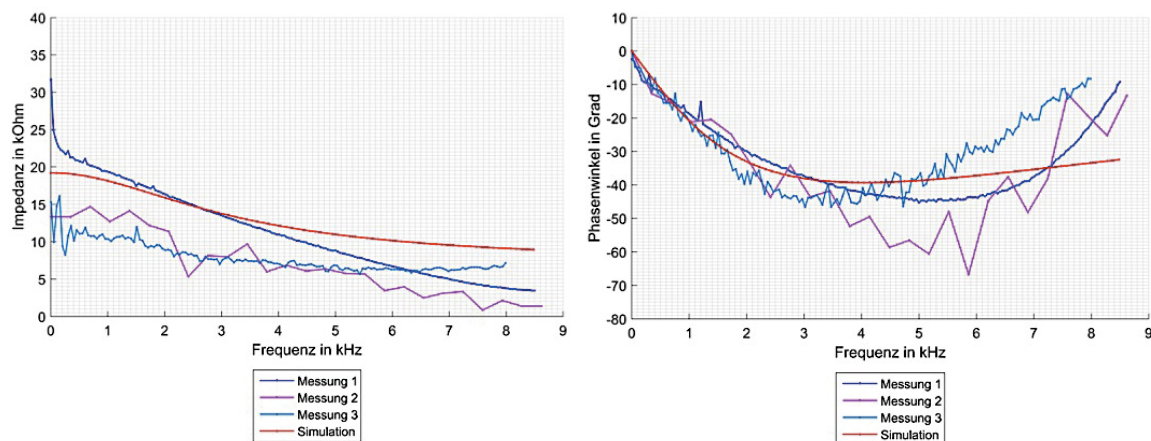 Impedanz in kOhm
40
35
30
25
20
15
10
5
0
0 1 2 3 4 5 6 7 8 9
Frequenz in kHz
Messung 1
Messung 2
Messung 3
Simulation
Phasenwinkel in Grad
10
0
-10
-20
-30
-40
-50
-60
-70
-80
0 1 2 3 4 5 6 7 8 9
Frequenz in kHz
Messung 1
Messung 2
Messung 3
Simulation